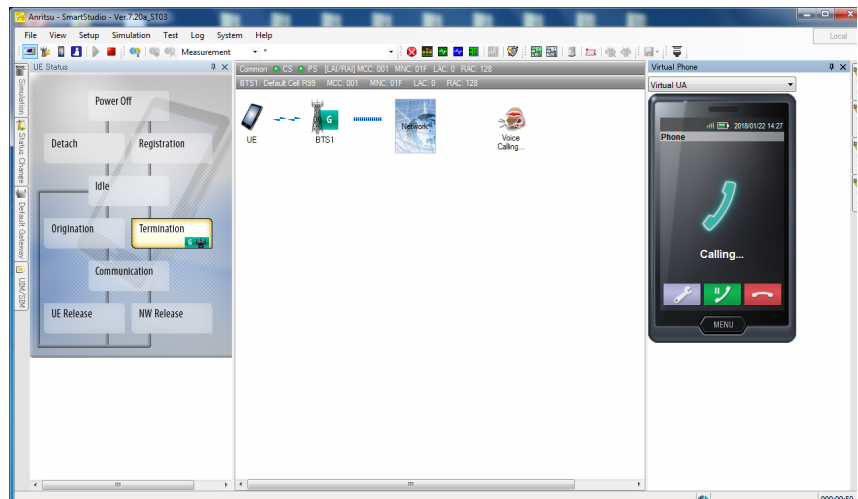 Anritsu - SmartStudio - Ver.7.20a_ST03
File View Setup Simulation Test Log System Help
Local
Measurement *
UE Status
Common CS PS [LAI/RAI] MCC: 001 MNC: 01F LAC: 0 RAC: 128
BTS1: Default Cell R99 MCC: 001 MNC: 01F LAC: 0 RAC: 128
Virtual Phone
Virtual UA
Simulation
Status Change
Default Gateway
UIM/SIM
Power Off
Detach
Registration
Idle
Origination
Termination
G
Communication
UE Release
NW Release
UE
G
BTS1
Network
Voice
Calling...
2018/01/22 14:27
Phone
Calling...
MENU
000:00:50